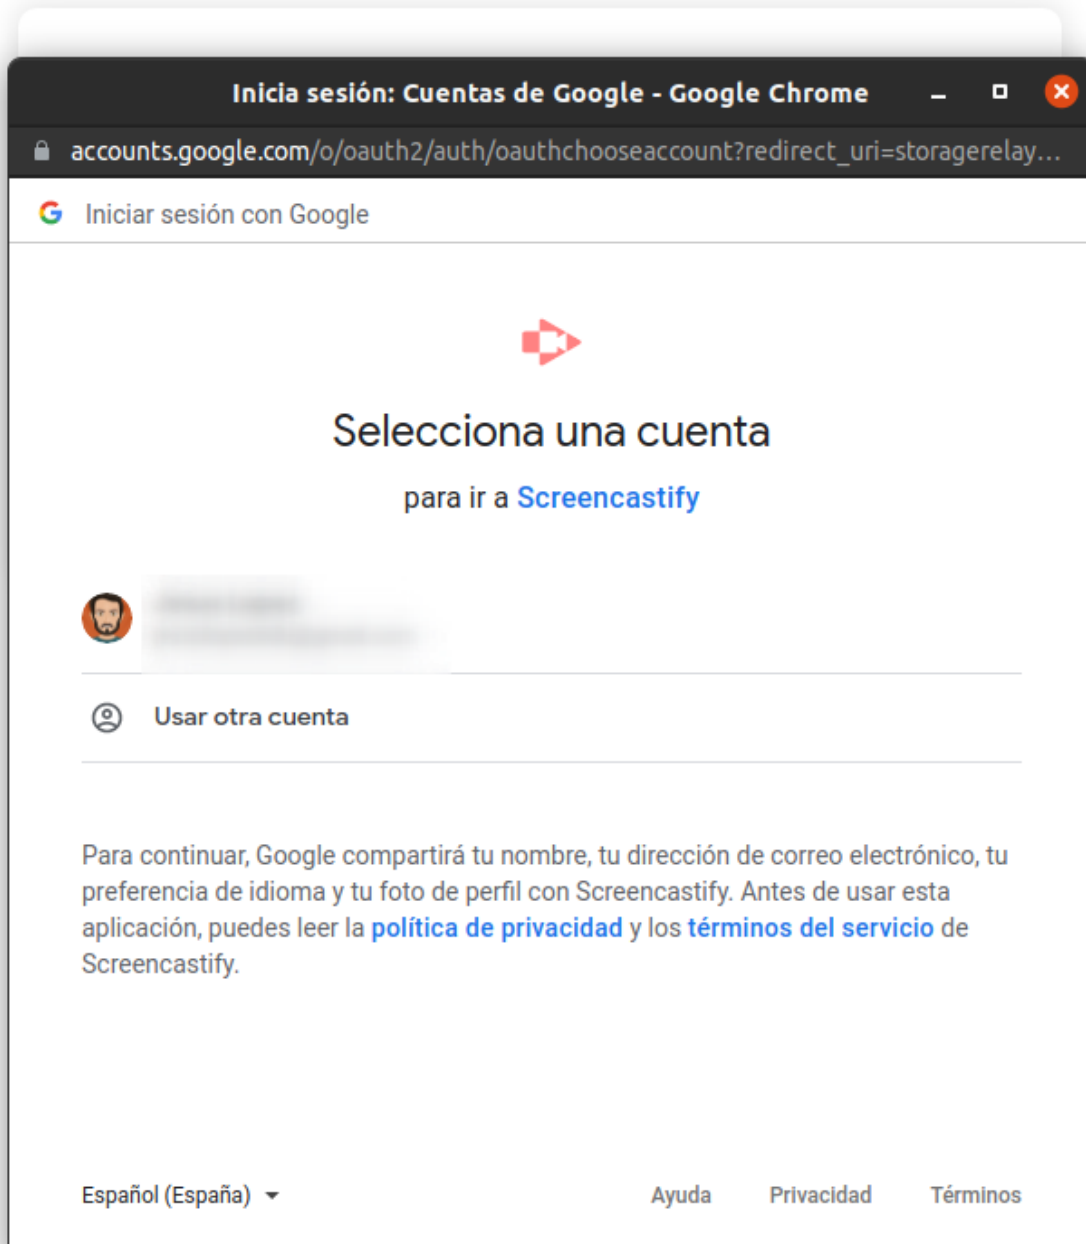 Inicia sesión: Cuentas de Google - Google Chrome
accounts.google.com/o/oauth2/auth/oauthchooseaccount?redirect_uri=storagerelay...
Iniciar sesión con Google
Selecciona una cuenta
para ir a Screencastify
Usar otra cuenta
Para continuar, Google compartirá tu nombre, tu dirección de correo electrónico, tu
preferencia de idioma y tu foto de perfil con Screencastify. Antes de usar esta
aplicación, puedes leer la política de privacidad y los términos del servicio de
Screencastify.
Español (España)
Ayuda Privacidad Términos